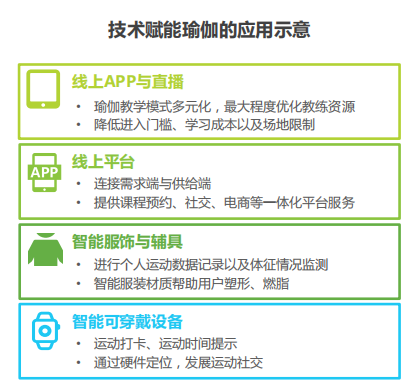 技术赋能瑜伽的应用示意
线上APP与直播
• 瑜伽教学模式多元化，最大程度优化教练资源
• 降低进入门槛、学习成本以及场地限制
APP
线上平台
• 连接需求端与供给端
• 提供课程预约、社交、电商等一体化平台服务
智能服饰与辅具
• 进行个人运动数据记录以及体征情况监测
• 智能服装材质帮助用户塑形、燃脂
智能可穿戴设备
• 运动打卡、运动时间提示
• 通过硬件定位，发展运动社交